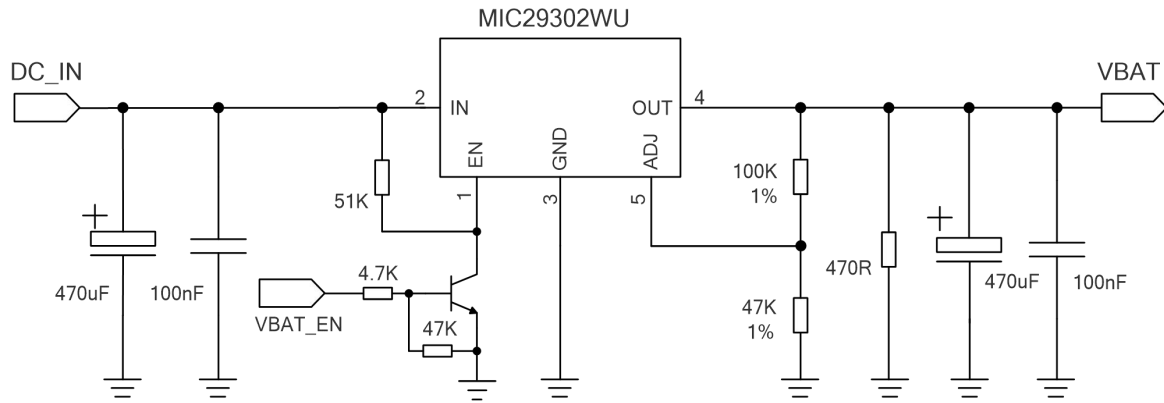 MIC29302WU
DC_IN
VBAT
2
IN
OUT
4
EN
GND
ADJ
1
3
5
51K
100K
1%
+
+
4.7K
470R
470uF
100nF
470uF
100nF
VBAT_EN
47K
47K
1%